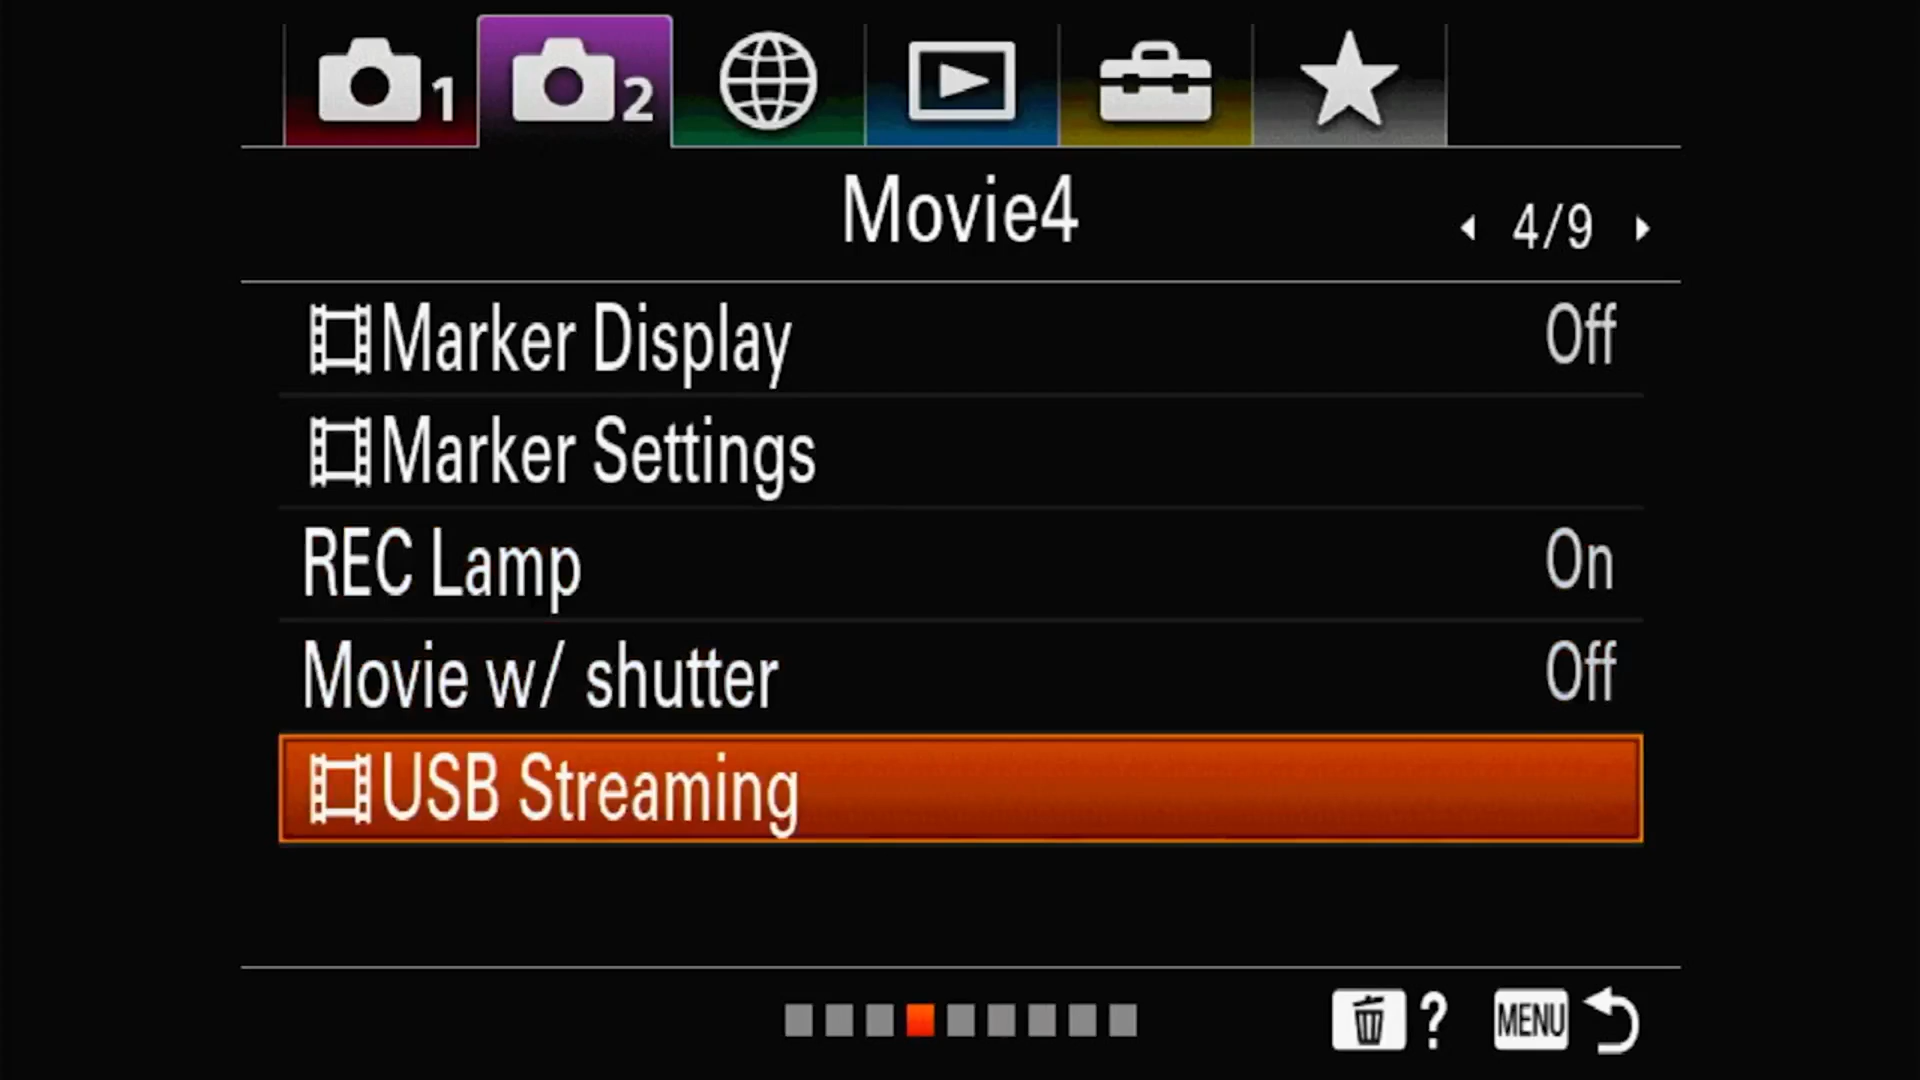 1
2
Movie4
4/9
Marker Display Off
Marker Settings
REC Lamp On
Movie w/ shutter Off
USB Streaming
? MENU